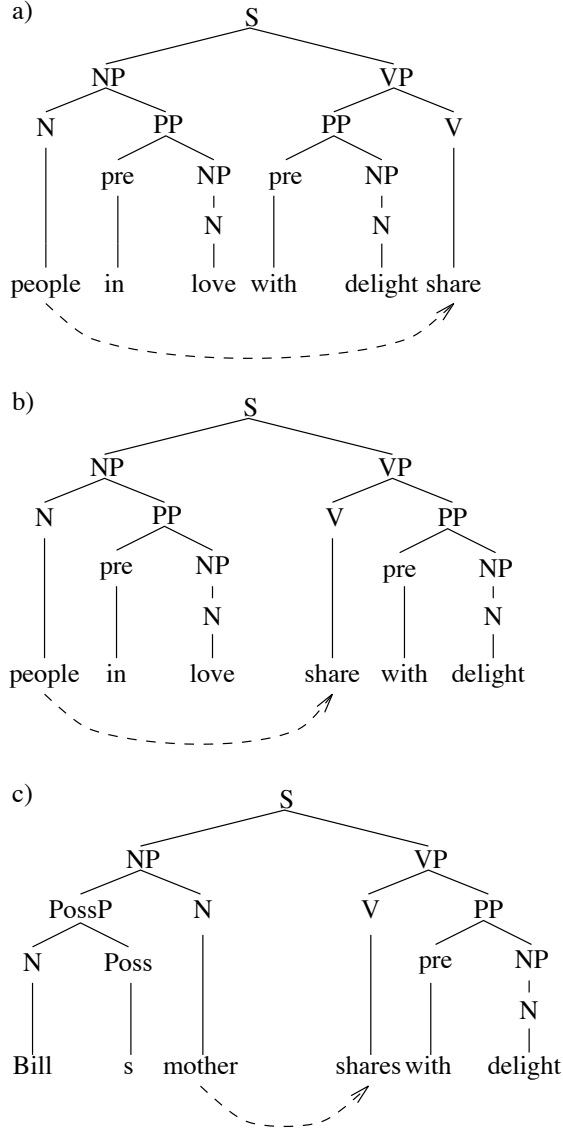 a)
S
NP VP
N PP PP V
pre NP pre NP
N N
people in love with delight share
b)
S
NP VP
N PP V PP
pre NP pre NP
N N
people in love share with delight
c)
S
NP VP
PossP N V PP
N Poss pre NP
N
Bill s mother shares with delight